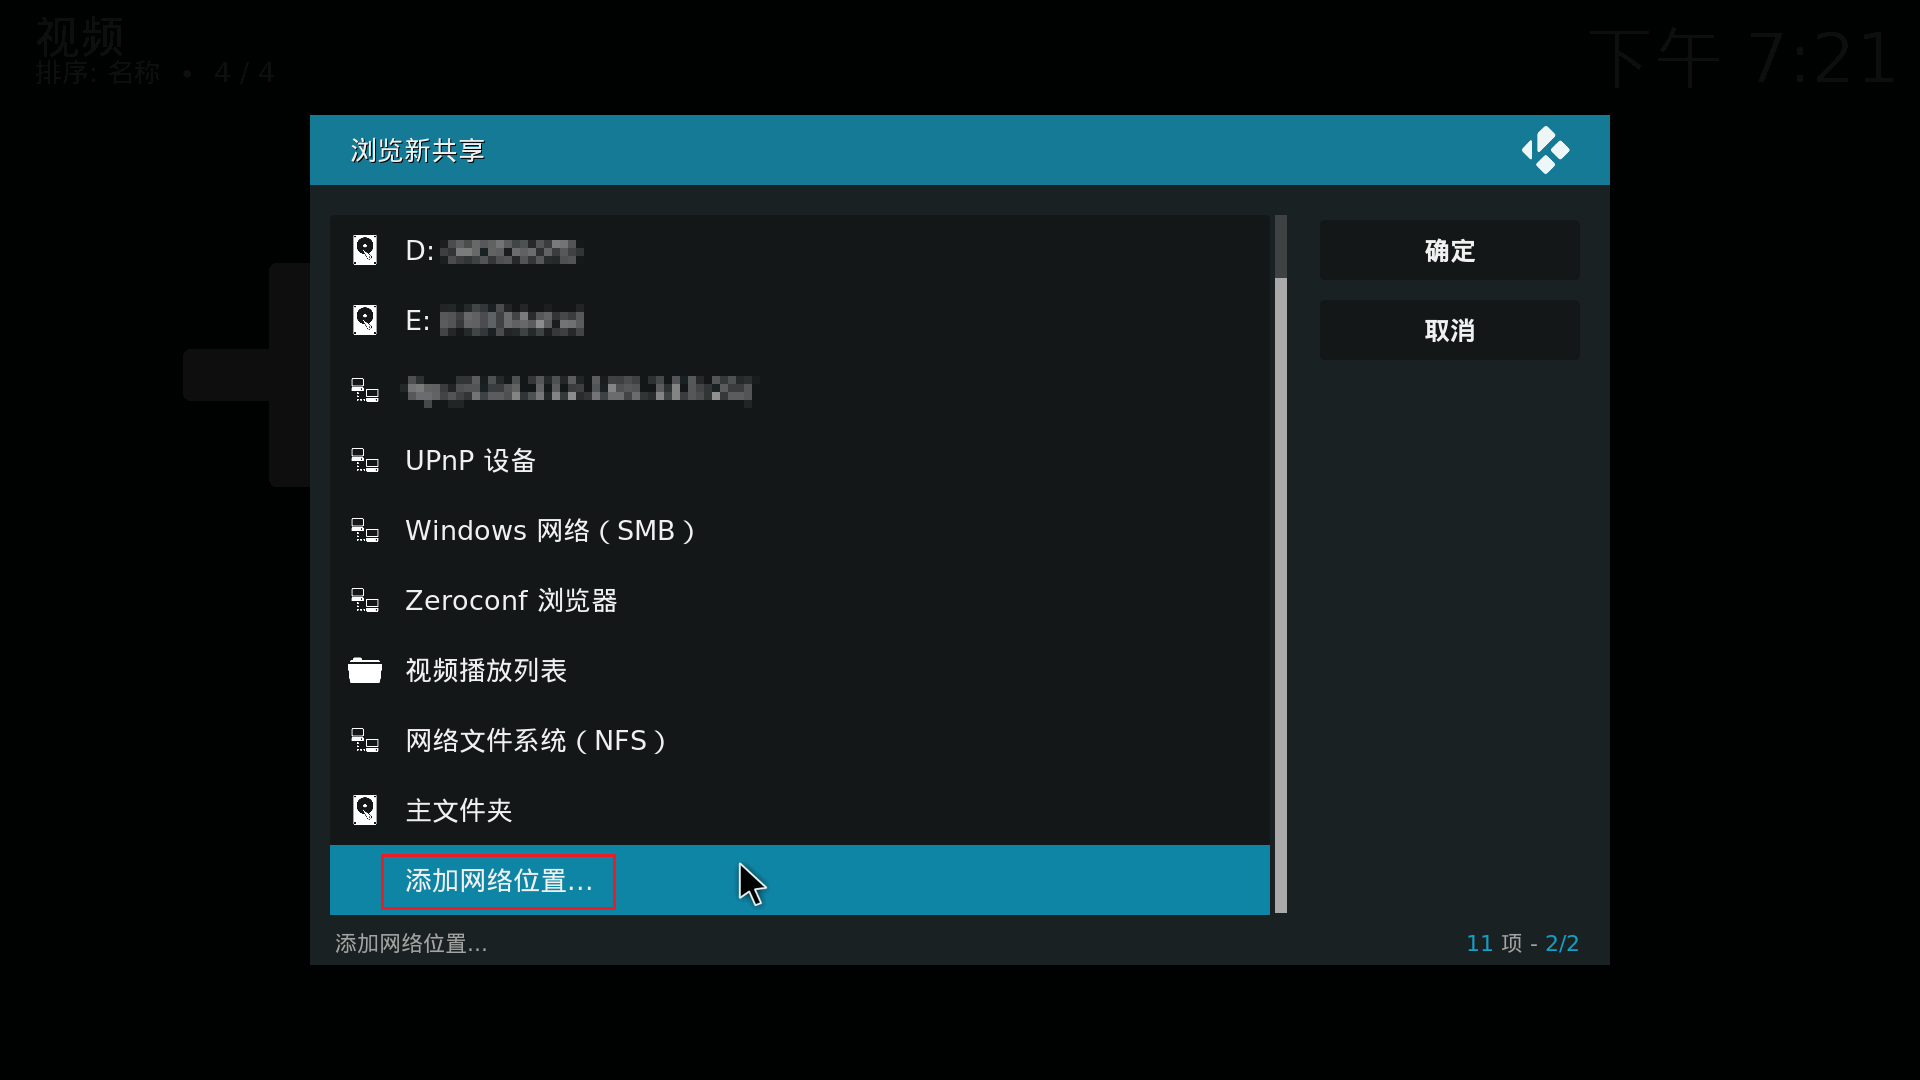 视频
排序: 名称 • 4 / 4
下午 7:21
浏览新共享
D:
E:
UPnP 设备
Windows 网络（SMB）
Zeroconf 浏览器
视频播放列表
网络文件系统（NFS）
主文件夹
添加网络位置...
确定
取消
添加网络位置...
11 项 - 2/2